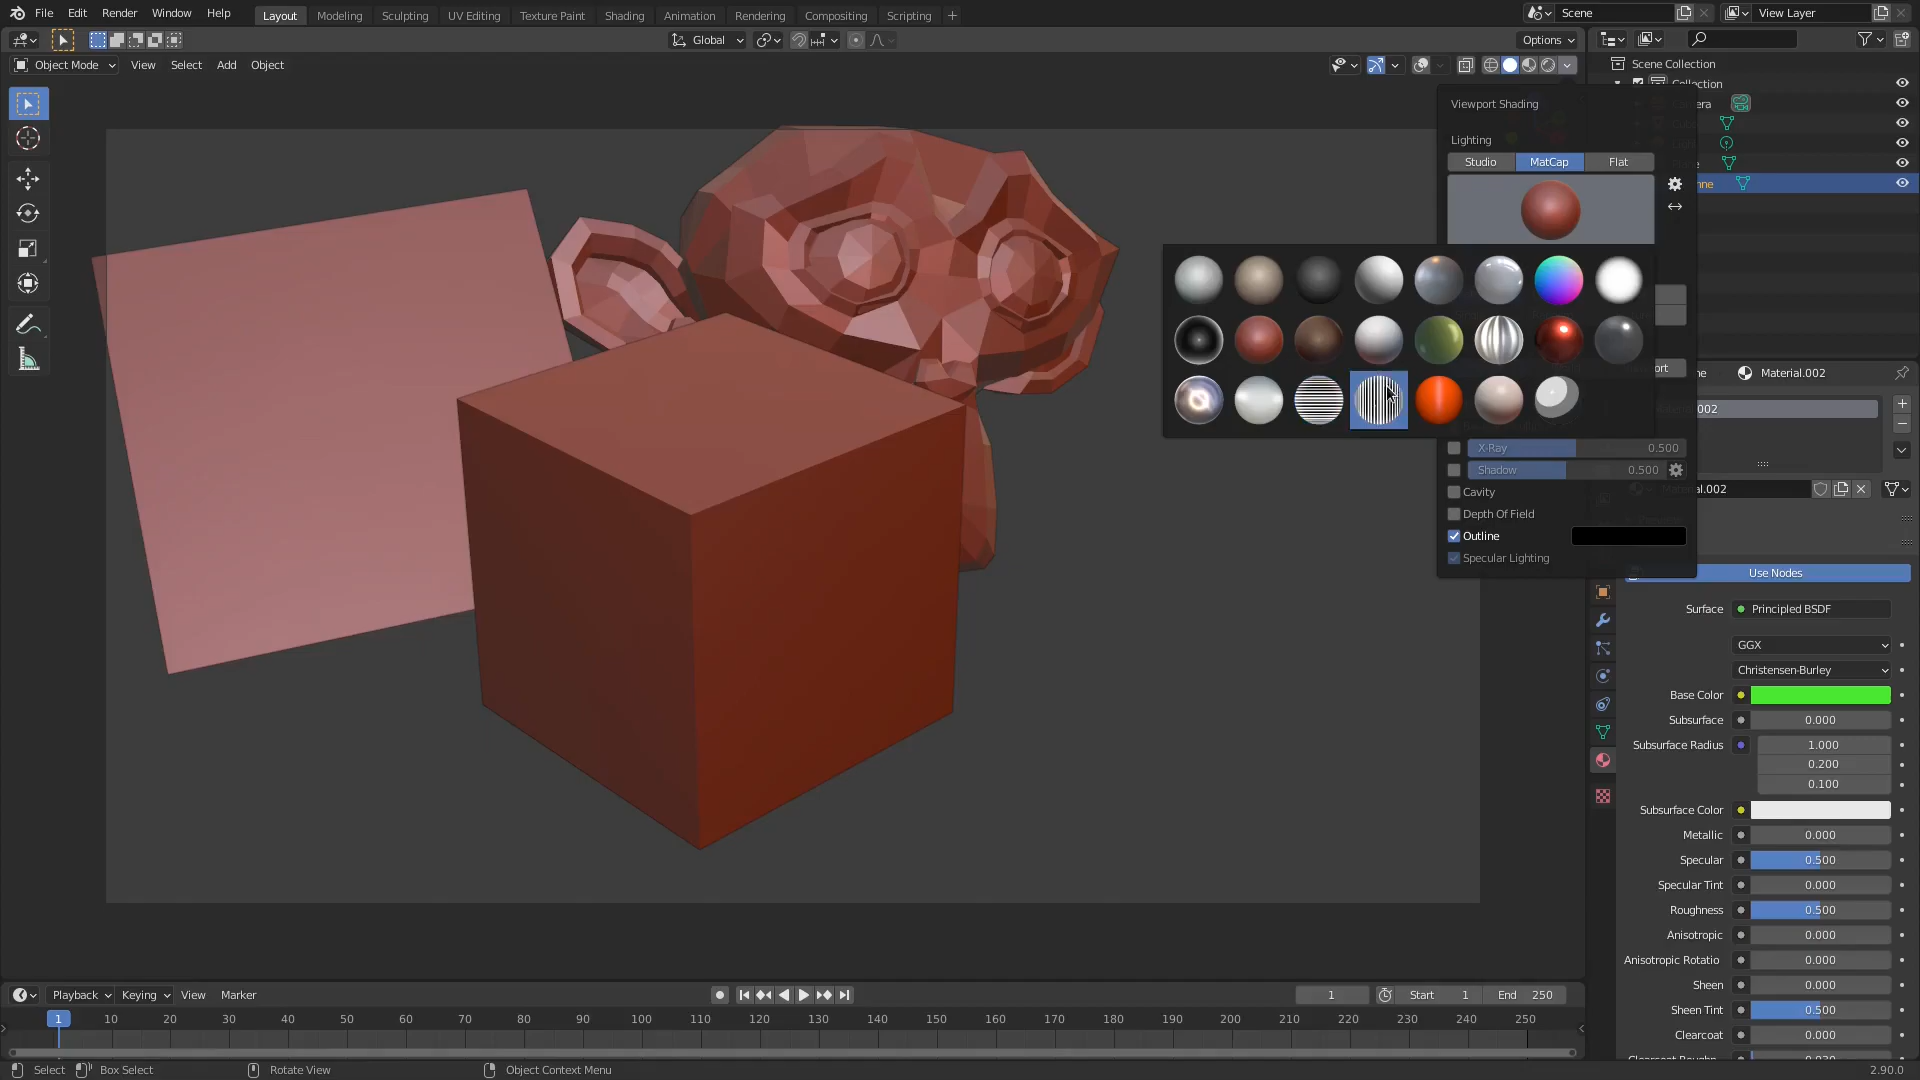 File Edit Render Window Help Layout Modeling Sculpting UV Editing Texture Paint Shading Animation Rendering Compositing Scripting + Scene View Layer
Global Options
Object Mode View Select Add Object
Scene Collection
Collection
Viewport Shading
Lighting
Studio MatCap Flat
Material.002
X-Ray 0.500
Shadow 0.500
Cavity
Depth Of Field
Outline
Specular Lighting
Use Nodes
Surface Principled BSDF
GGX
Christensen-Burley
Base Color
Subsurface 0.000
Subsurface Radius 1.000
0.200
0.100
Subsurface Color
Metallic 0.000
Specular 0.500
Specular Tint 0.000
Roughness 0.500
Anisotropic 0.000
Anisotropic Rotatio 0.000
Sheen 0.000
Sheen Tint 0.500
Clearcoat 0.000
Playback Keying View Marker 1 Start 1 End 250
1 10 20 30 40 50 60 70 80 90 100 110 120 130 140 150 160 170 180 190 200 210 220 230 240 250
Select Box Select Rotate View Object Context Menu 2.90.0